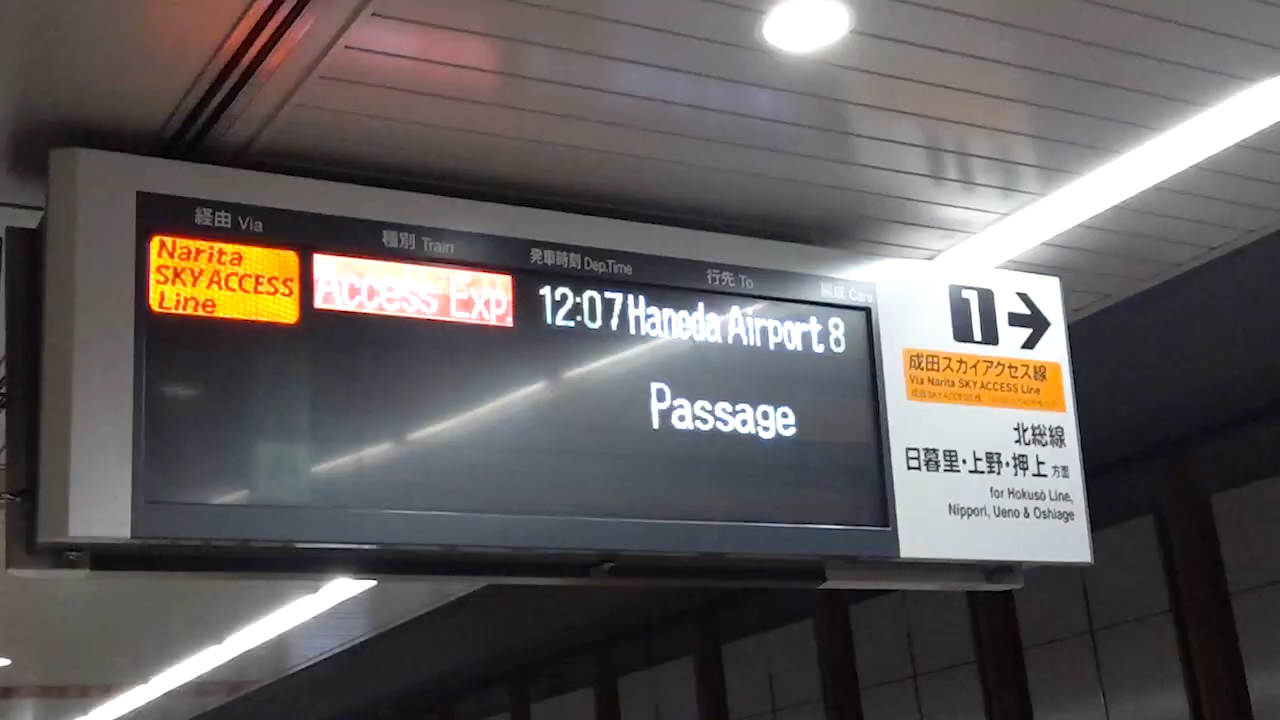 経由 Via
種別 Train
発車時刻 Dep.Time
行先 To
Cars
Narita
SKY ACCESS
Line
Access Exp.
12:07 Haneda Airport 8
Passage
1
成田スカイアクセス線
Via Narita SKY ACCESS Line
北総線
日暮里・上野・押上 方面
for Hokusō Line,
Nippori, Ueno & Oshiage